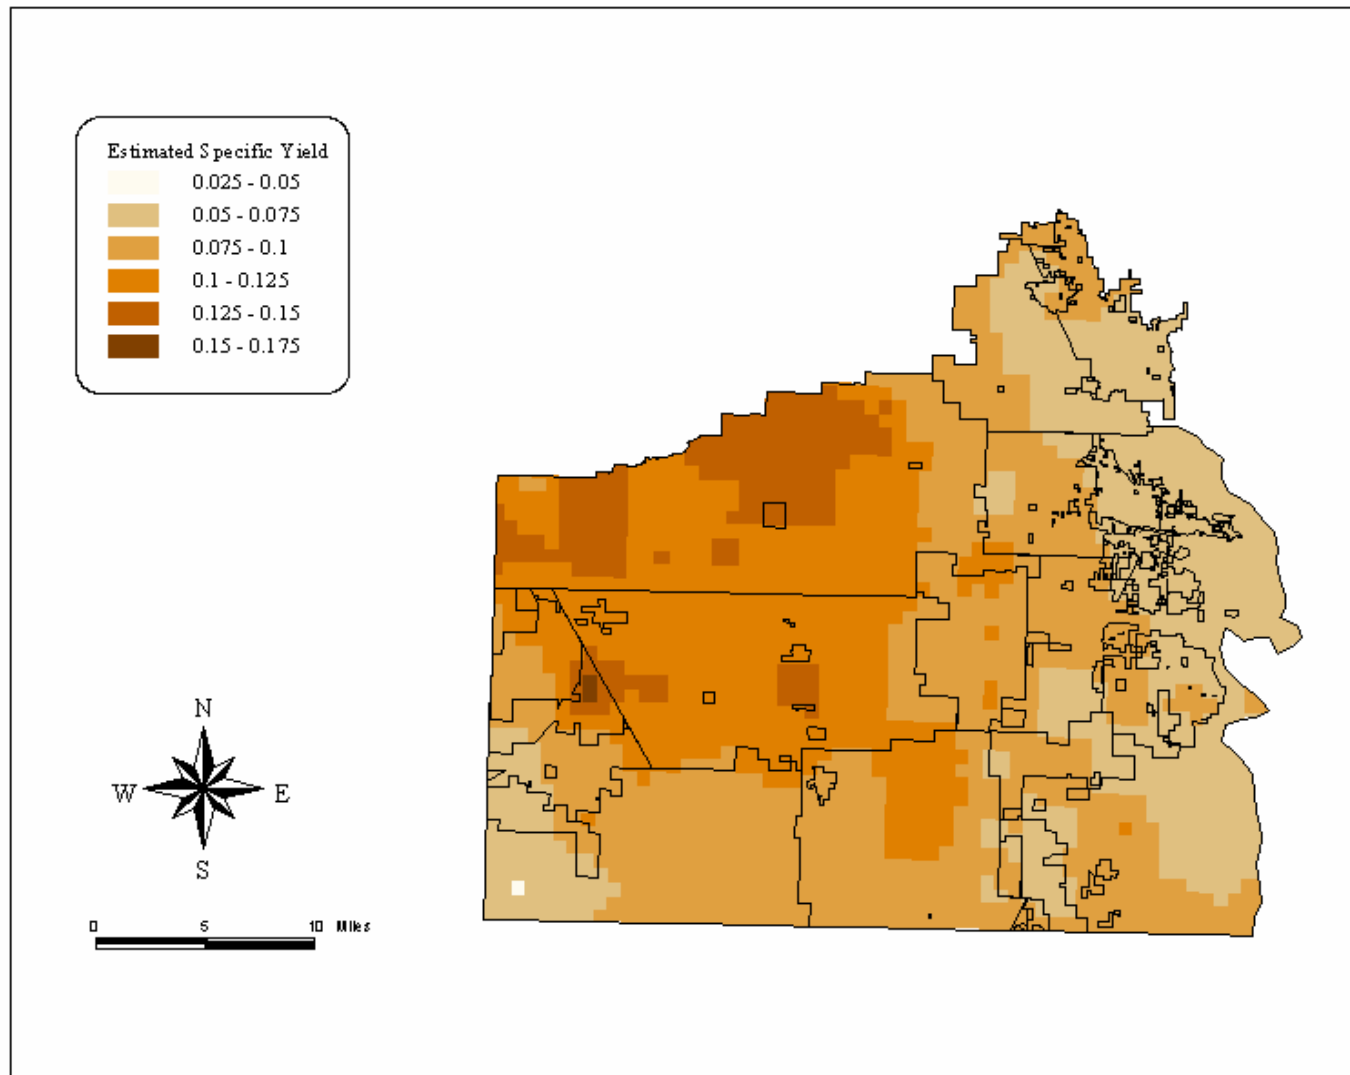 Estimated Specific Yield
0.025 - 0.05
0.05 - 0.075
0.075 - 0.1
0.1 - 0.125
0.125 - 0.15
0.15 - 0.175
N
W E
S
0 5 10 Miles